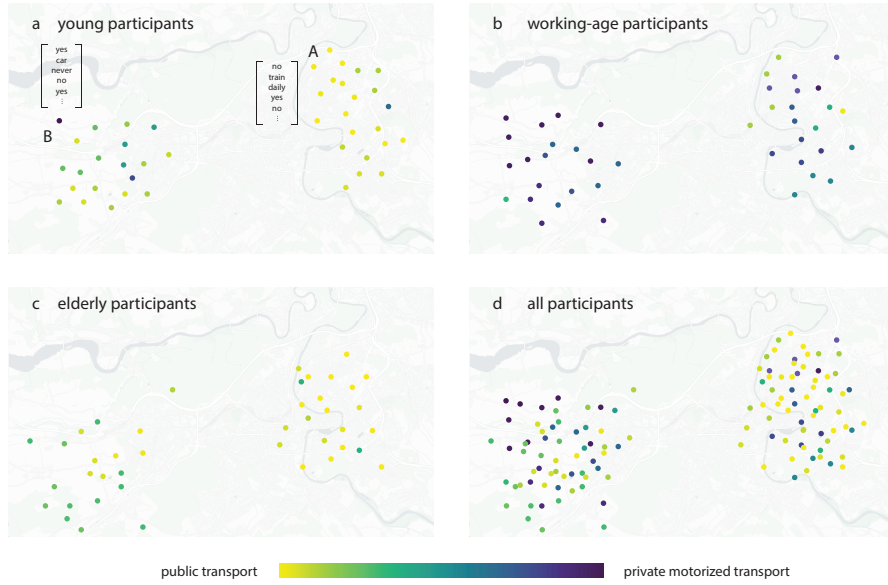 a young participants
yes
car
never
no
yes
⋮
B
A
no
train
daily
yes
no
⋮
b working-age participants
c elderly participants
d all participants
public transport
private motorized transport